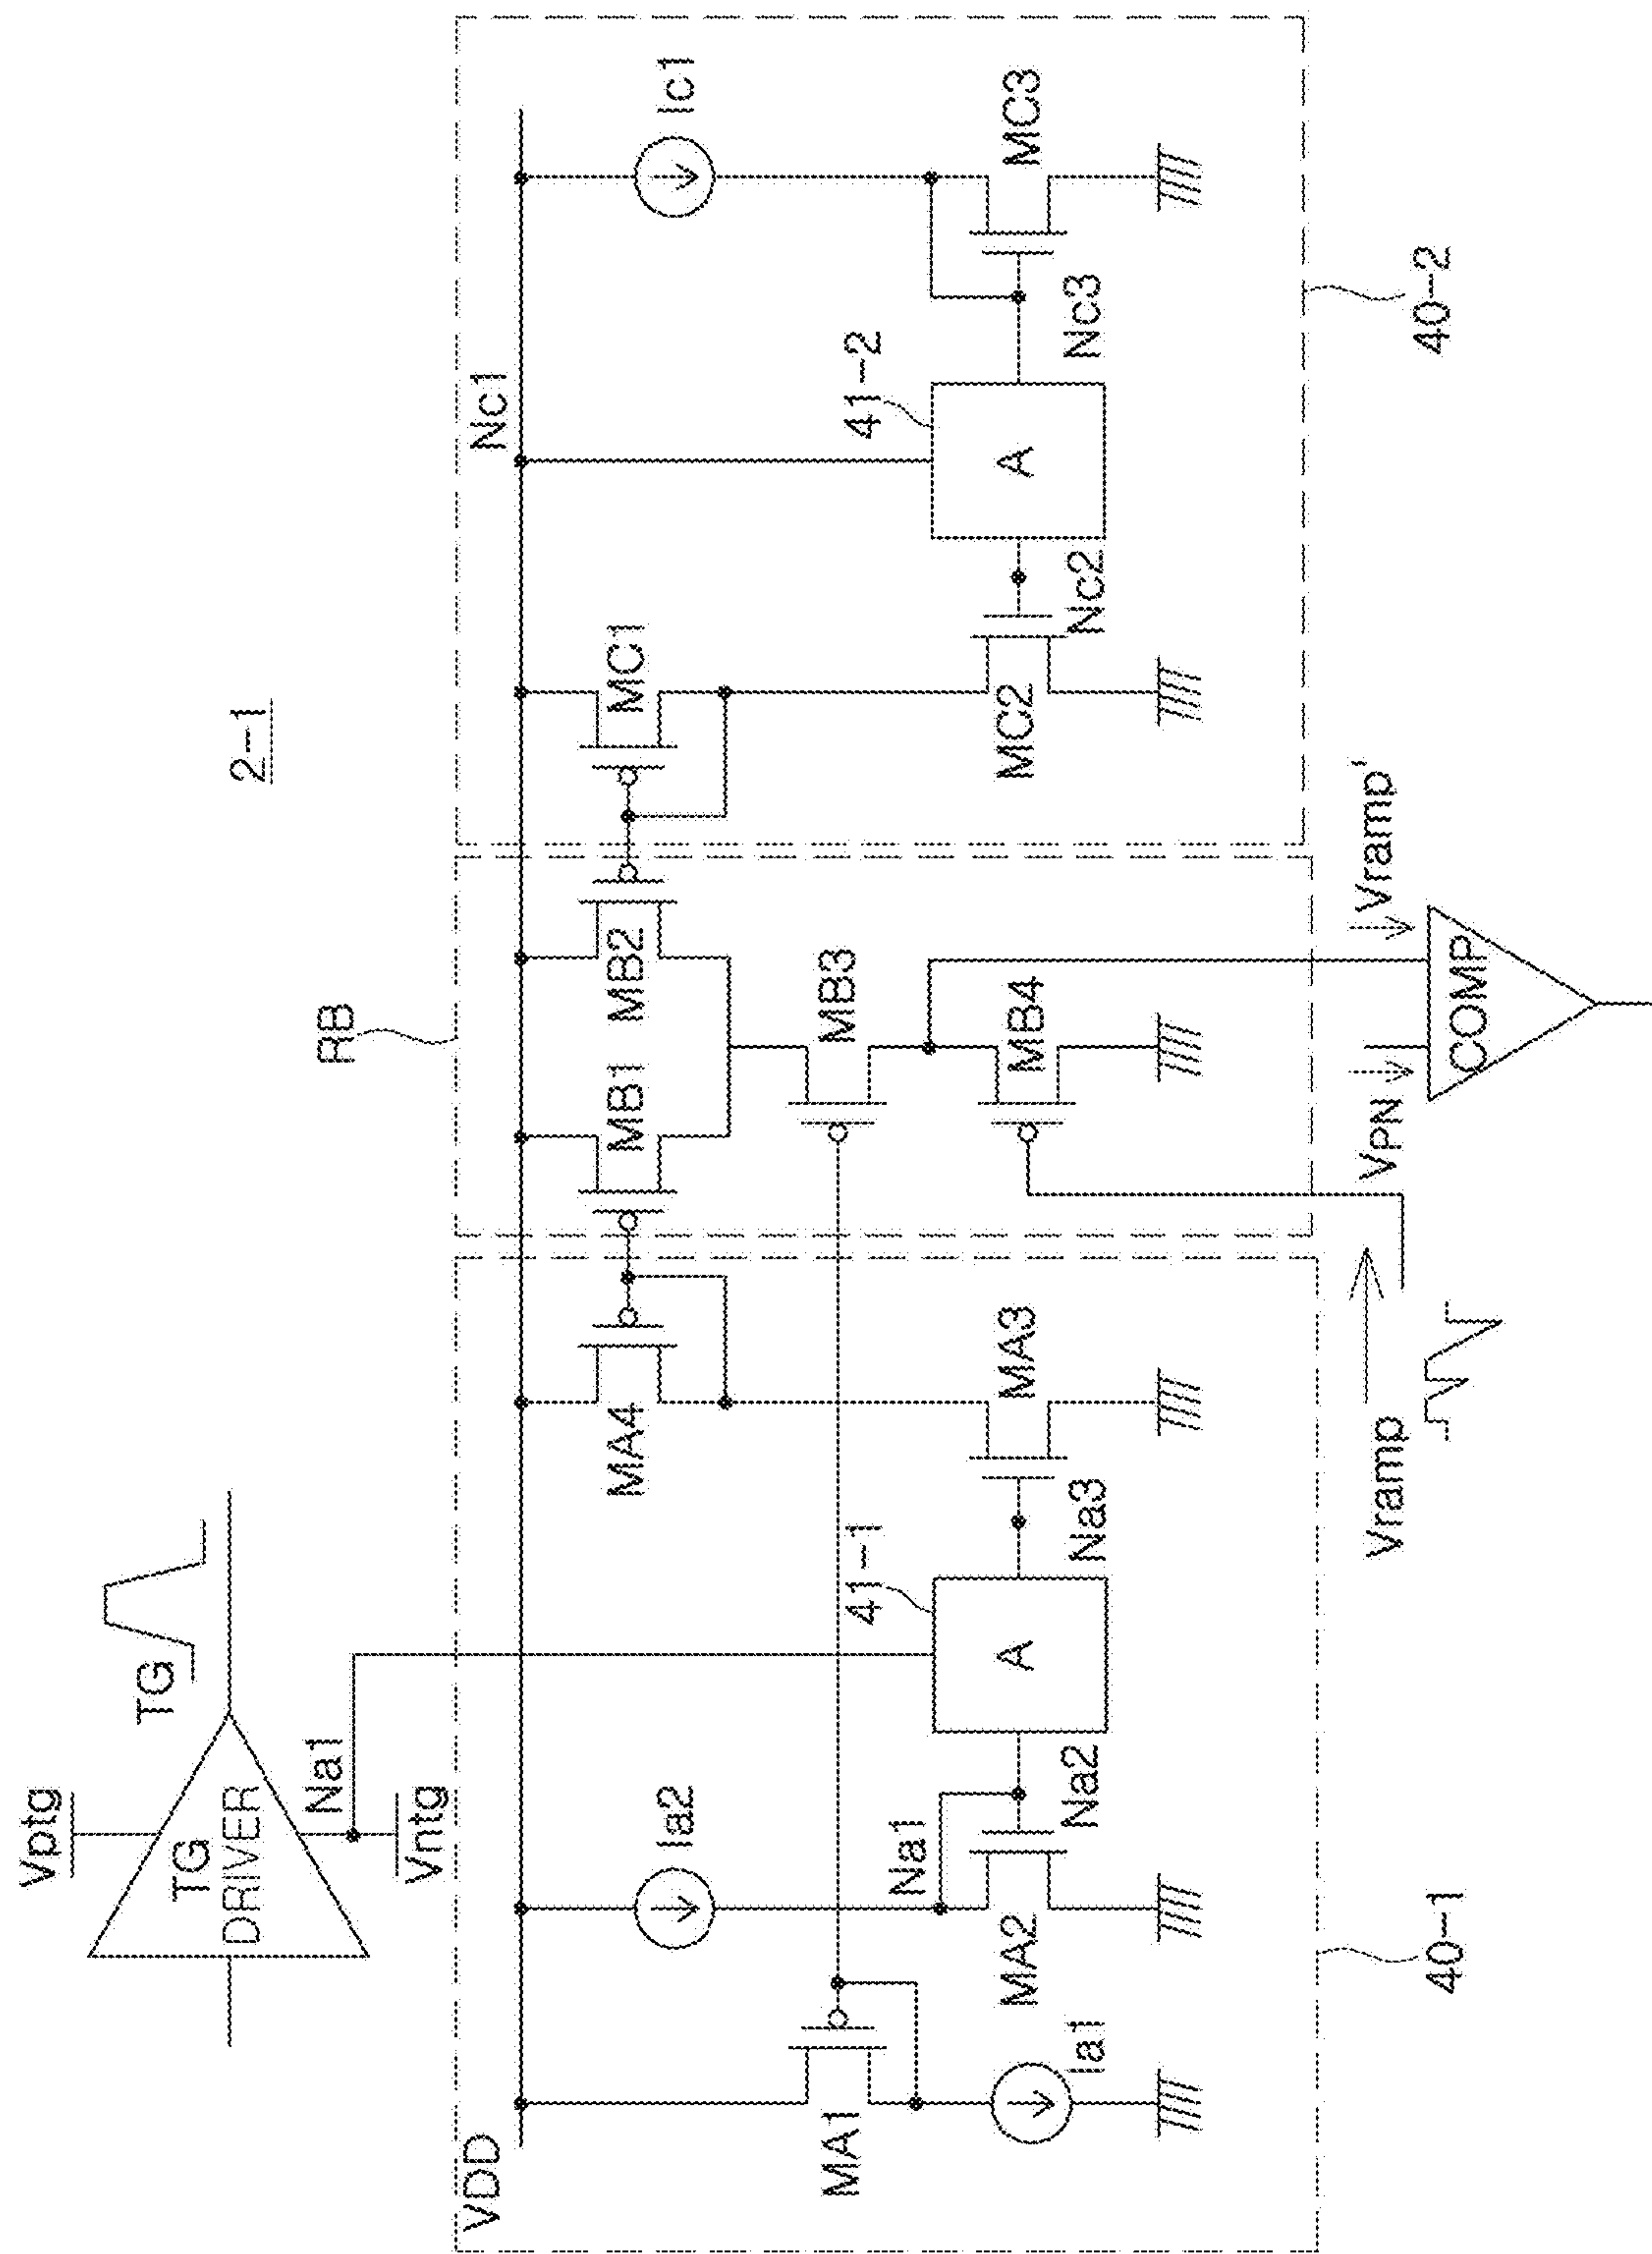 2-1
Vptg
TG
DRIVER
TG
Na1
Vntg
RB
VDD
Nc1
Ia2
MA4
MB1
MB2
MC1
Ic1
MA1
Ia1
Na1
MA2
Na2
41-1
A
Na3
MA3
MB3
MB4
MC2
Nc2
41-2
A
Nc3
MC3
40-1
Vramp
VPN
Vramp'
COMP
40-2